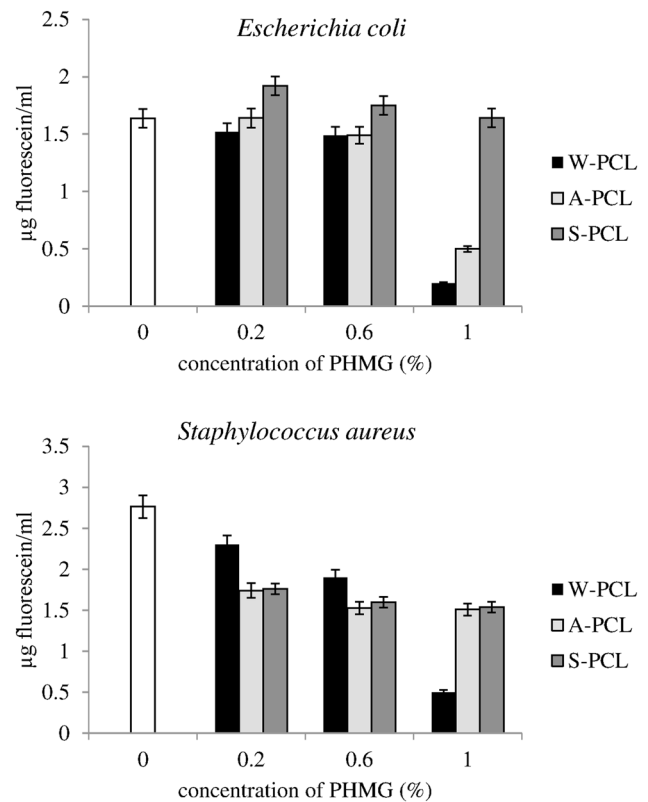 Escherichia coli
2.5
2
1.5
1
0.5
0
µg fluorescein/ml
0 0.2 0.6 1
concentration of PHMG (%)
W-PCL
A-PCL
S-PCL
Staphylococcus aureus
3.5
3
2.5
2
1.5
1
0.5
0
µg fluorescein/ml
0 0.2 0.6 1
concentration of PHMG (%)
W-PCL
A-PCL
S-PCL